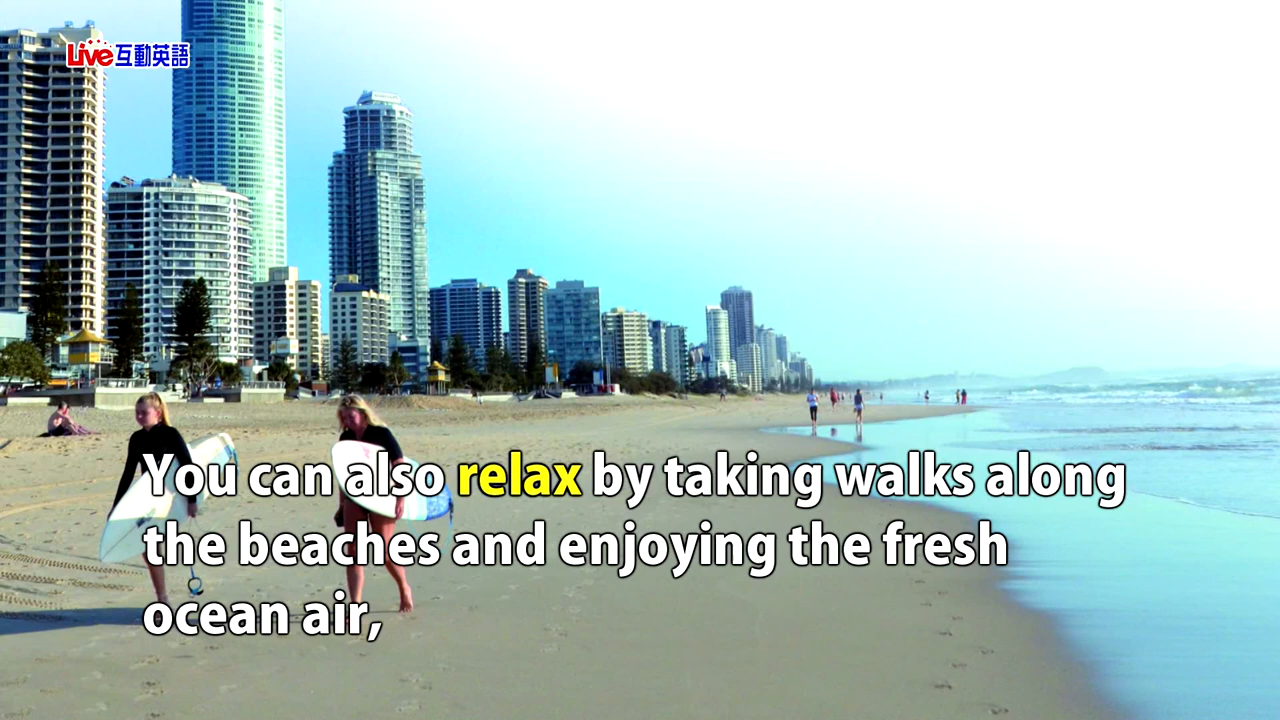 Live互動英語
You can also relax by taking walks along
the beaches and enjoying the fresh
ocean air,